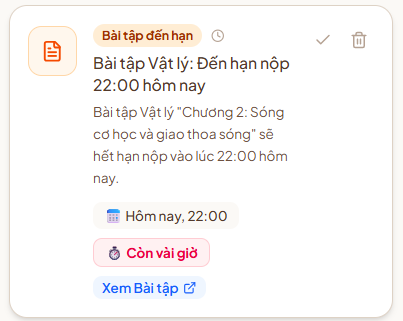 Bài tập đến hạn
Bài tập Vật lý: Đến hạn nộp
22:00 hôm nay
Bài tập Vật lý "Chương 2: Sóng
cơ học và giao thoa sóng" sẽ
hết hạn nộp vào lúc 22:00 hôm
nay.
Hôm nay, 22:00
Còn vài giờ
Xem Bài tập